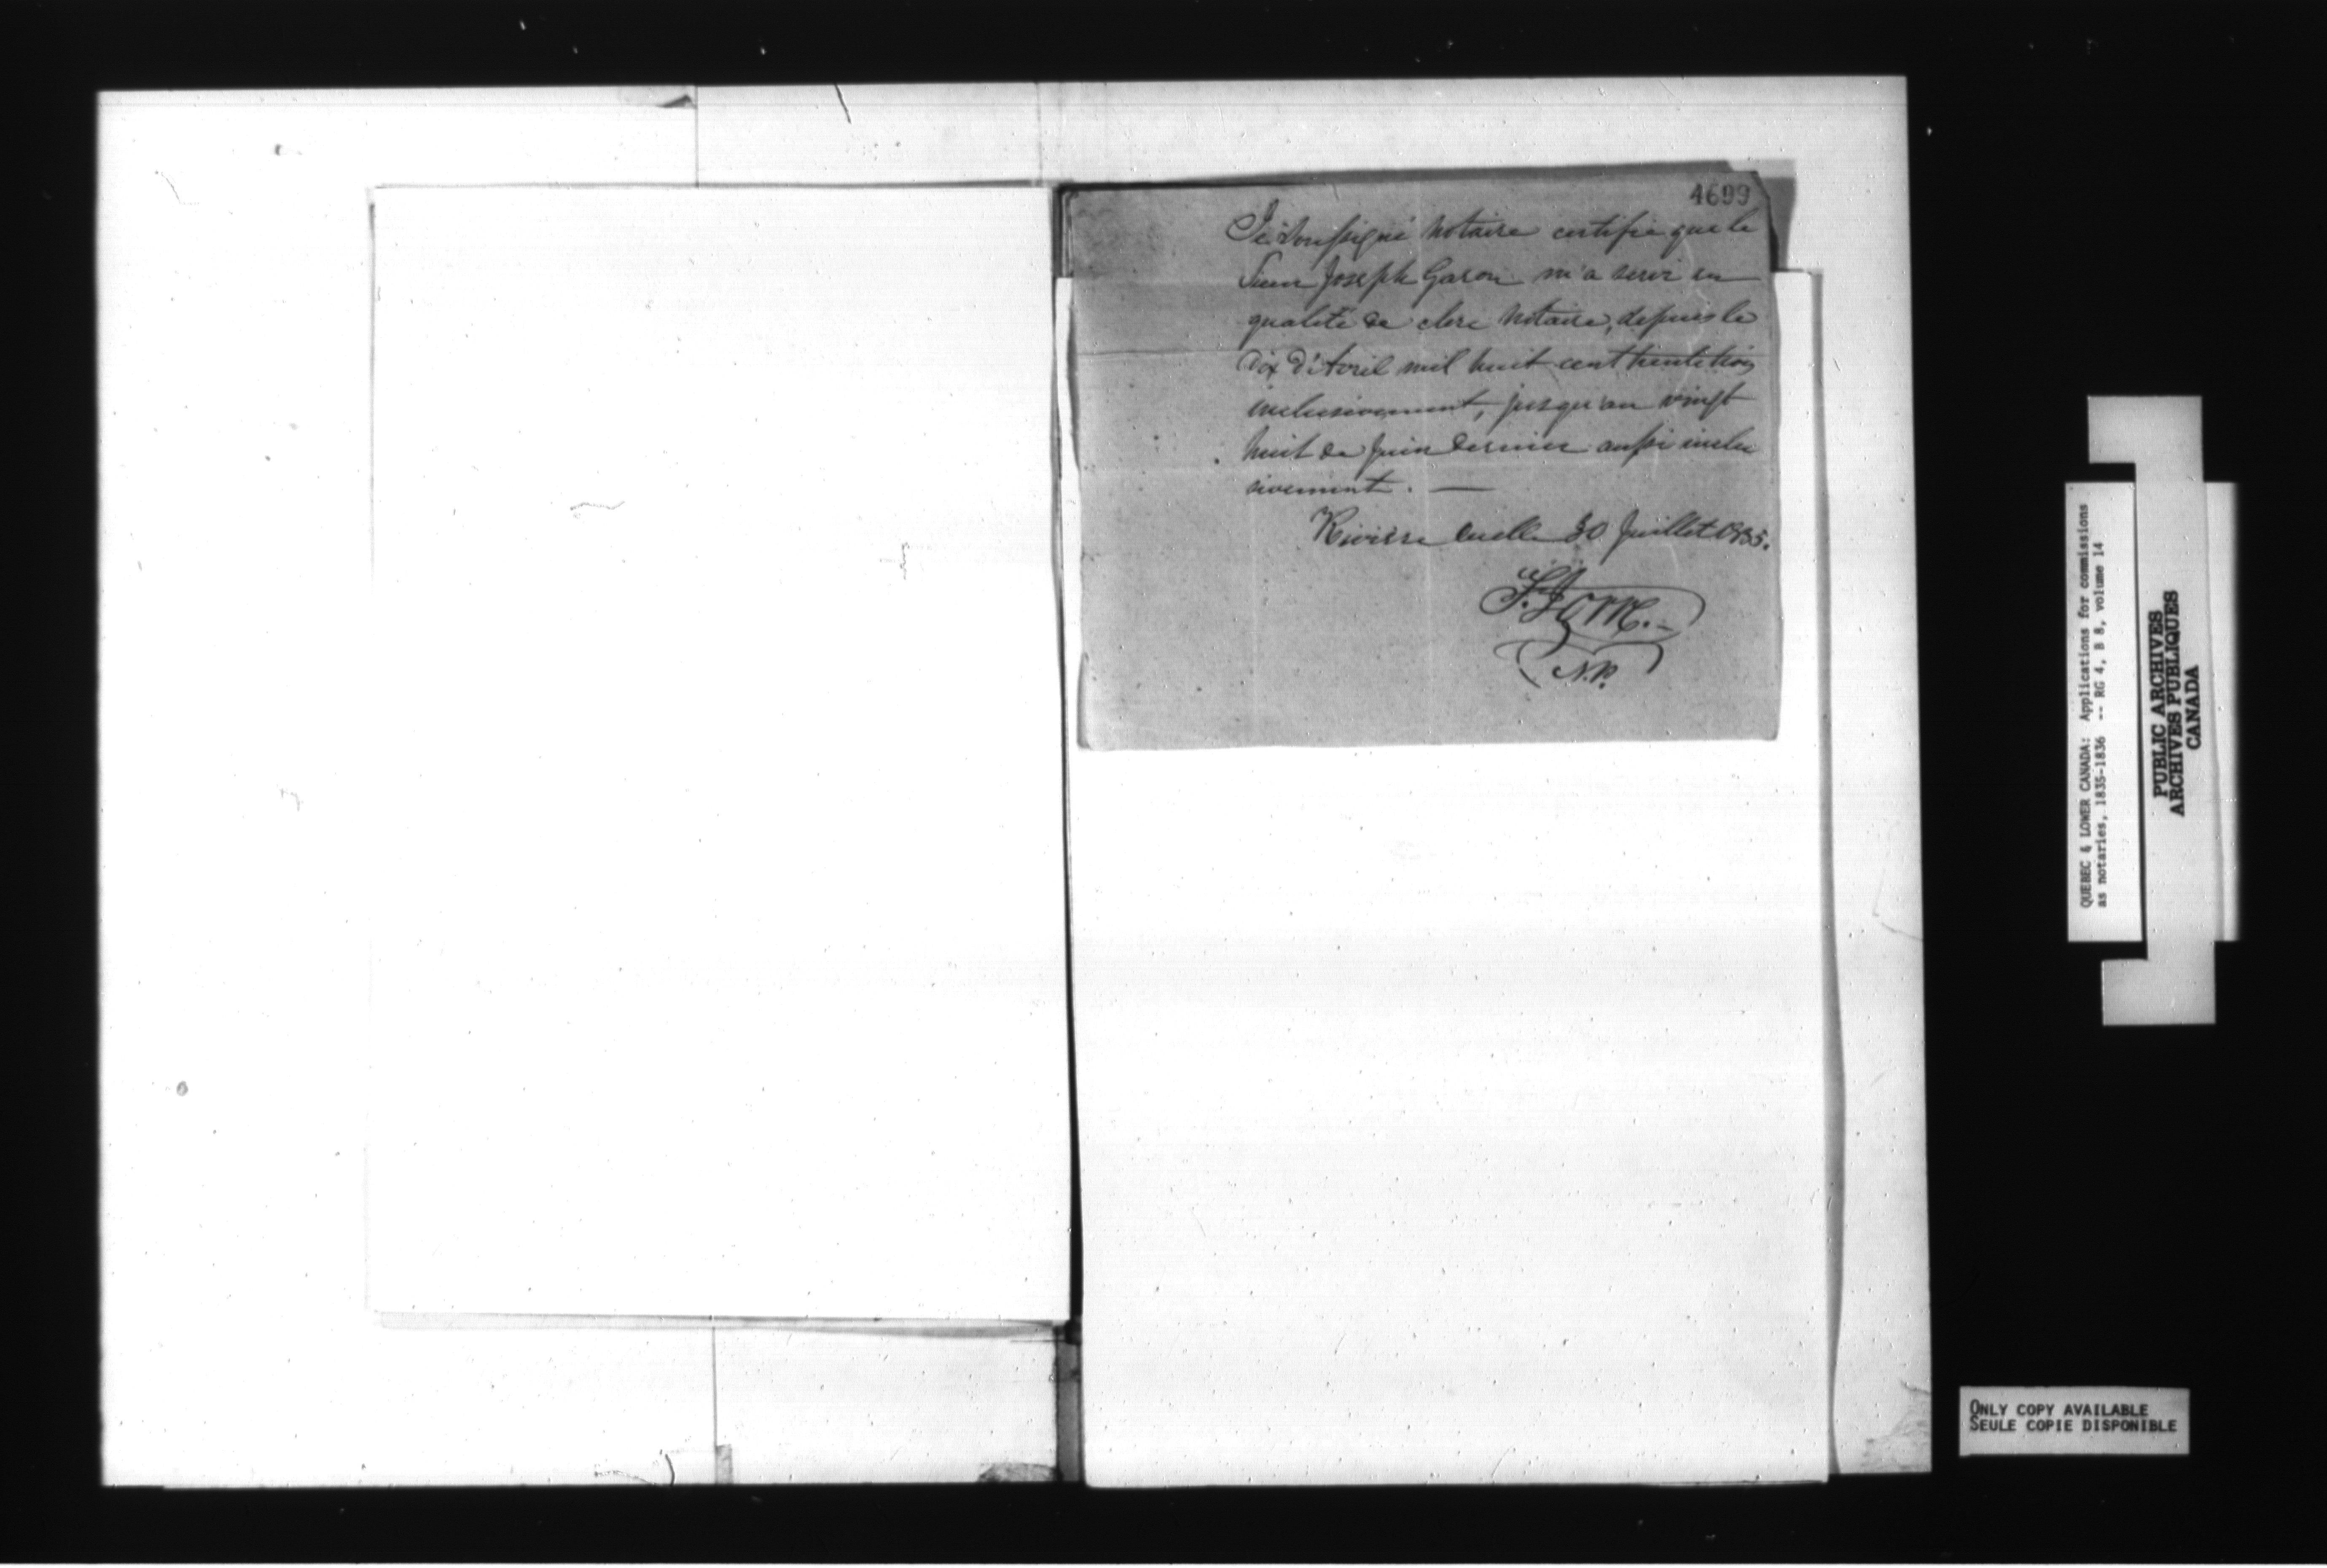 4699
Je soussigné Notaire certifie que le
Sieur Joseph Garon m'a servi en
qualité de clerc Notaire, depuis le
dix d'Avril mil huit cent trente trois
inclusivement, jusqu'au vingt
huit de Juin dernier aussi inclu
sivement. —
Rivière Ouelle 30 Juillet 1835.
N.P.
QUEBEC & LOWER CANADA: Applications for commissions
as notaries, 1835-1836 -- RG 4, B 8, volume 14
PUBLIC ARCHIVES
ARCHIVES PUBLIQUES
CANADA
ONLY COPY AVAILABLE
SEULE COPIE DISPONIBLE